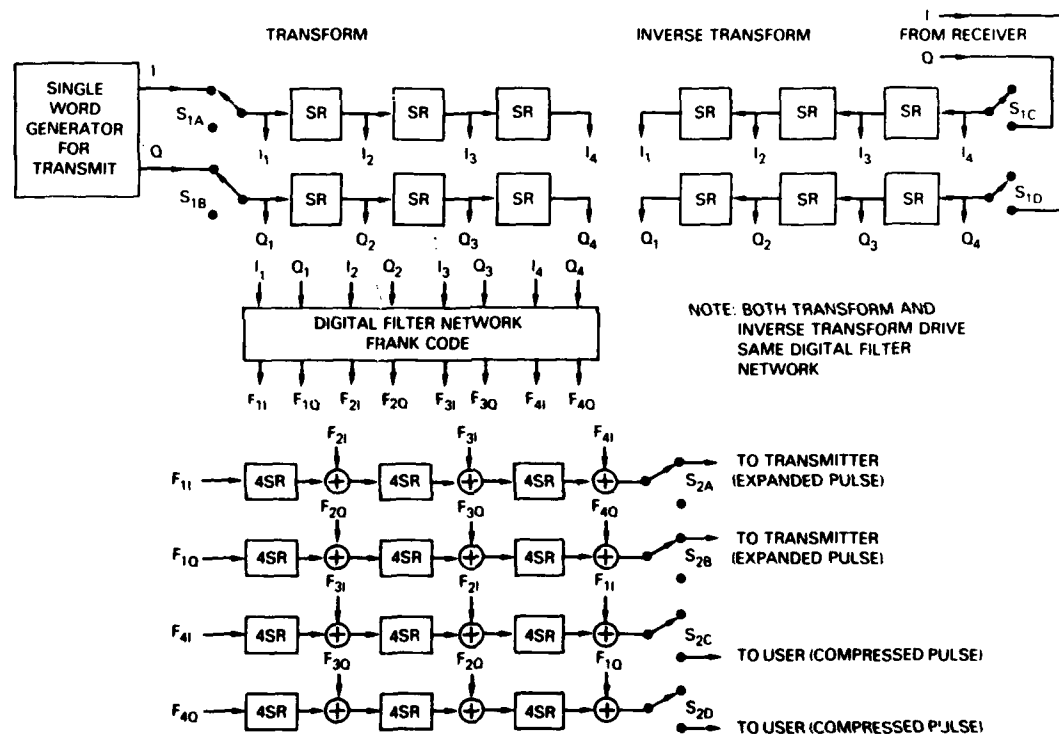 TRANSFORM
INVERSE TRANSFORM
I
FROM RECEIVER
Q
SINGLE
WORD
GENERATOR
FOR
TRANSMIT
I
Q
S1A
S1B
SR SR SR
SR SR SR
S1C
I1 I2 I3 I4
I1 I2 I3 I4
SR SR SR
SR SR SR
S1D
Q1 Q2 Q3 Q4
Q1 Q2 Q3 Q4
I1 Q1 I2 Q2 I3 Q3 I4 Q4
DIGITAL FILTER NETWORK
FRANK CODE
NOTE: BOTH TRANSFORM AND
INVERSE TRANSFORM DRIVE
SAME DIGITAL FILTER
NETWORK
F1I F1Q F2I F2Q F3I F3Q F4I F4Q
F2I F3I F4I
F1I 4SR + 4SR + 4SR + S2A
TO TRANSMITTER
(EXPANDED PULSE)
F2Q F3Q F4Q
F1Q 4SR + 4SR + 4SR + S2B
TO TRANSMITTER
(EXPANDED PULSE)
F3I F2I F1I
F4I 4SR + 4SR + 4SR + S2C
TO USER (COMPRESSED PULSE)
F3Q F2Q F1Q
F4Q 4SR + 4SR + 4SR + S2D
TO USER (COMPRESSED PULSE)